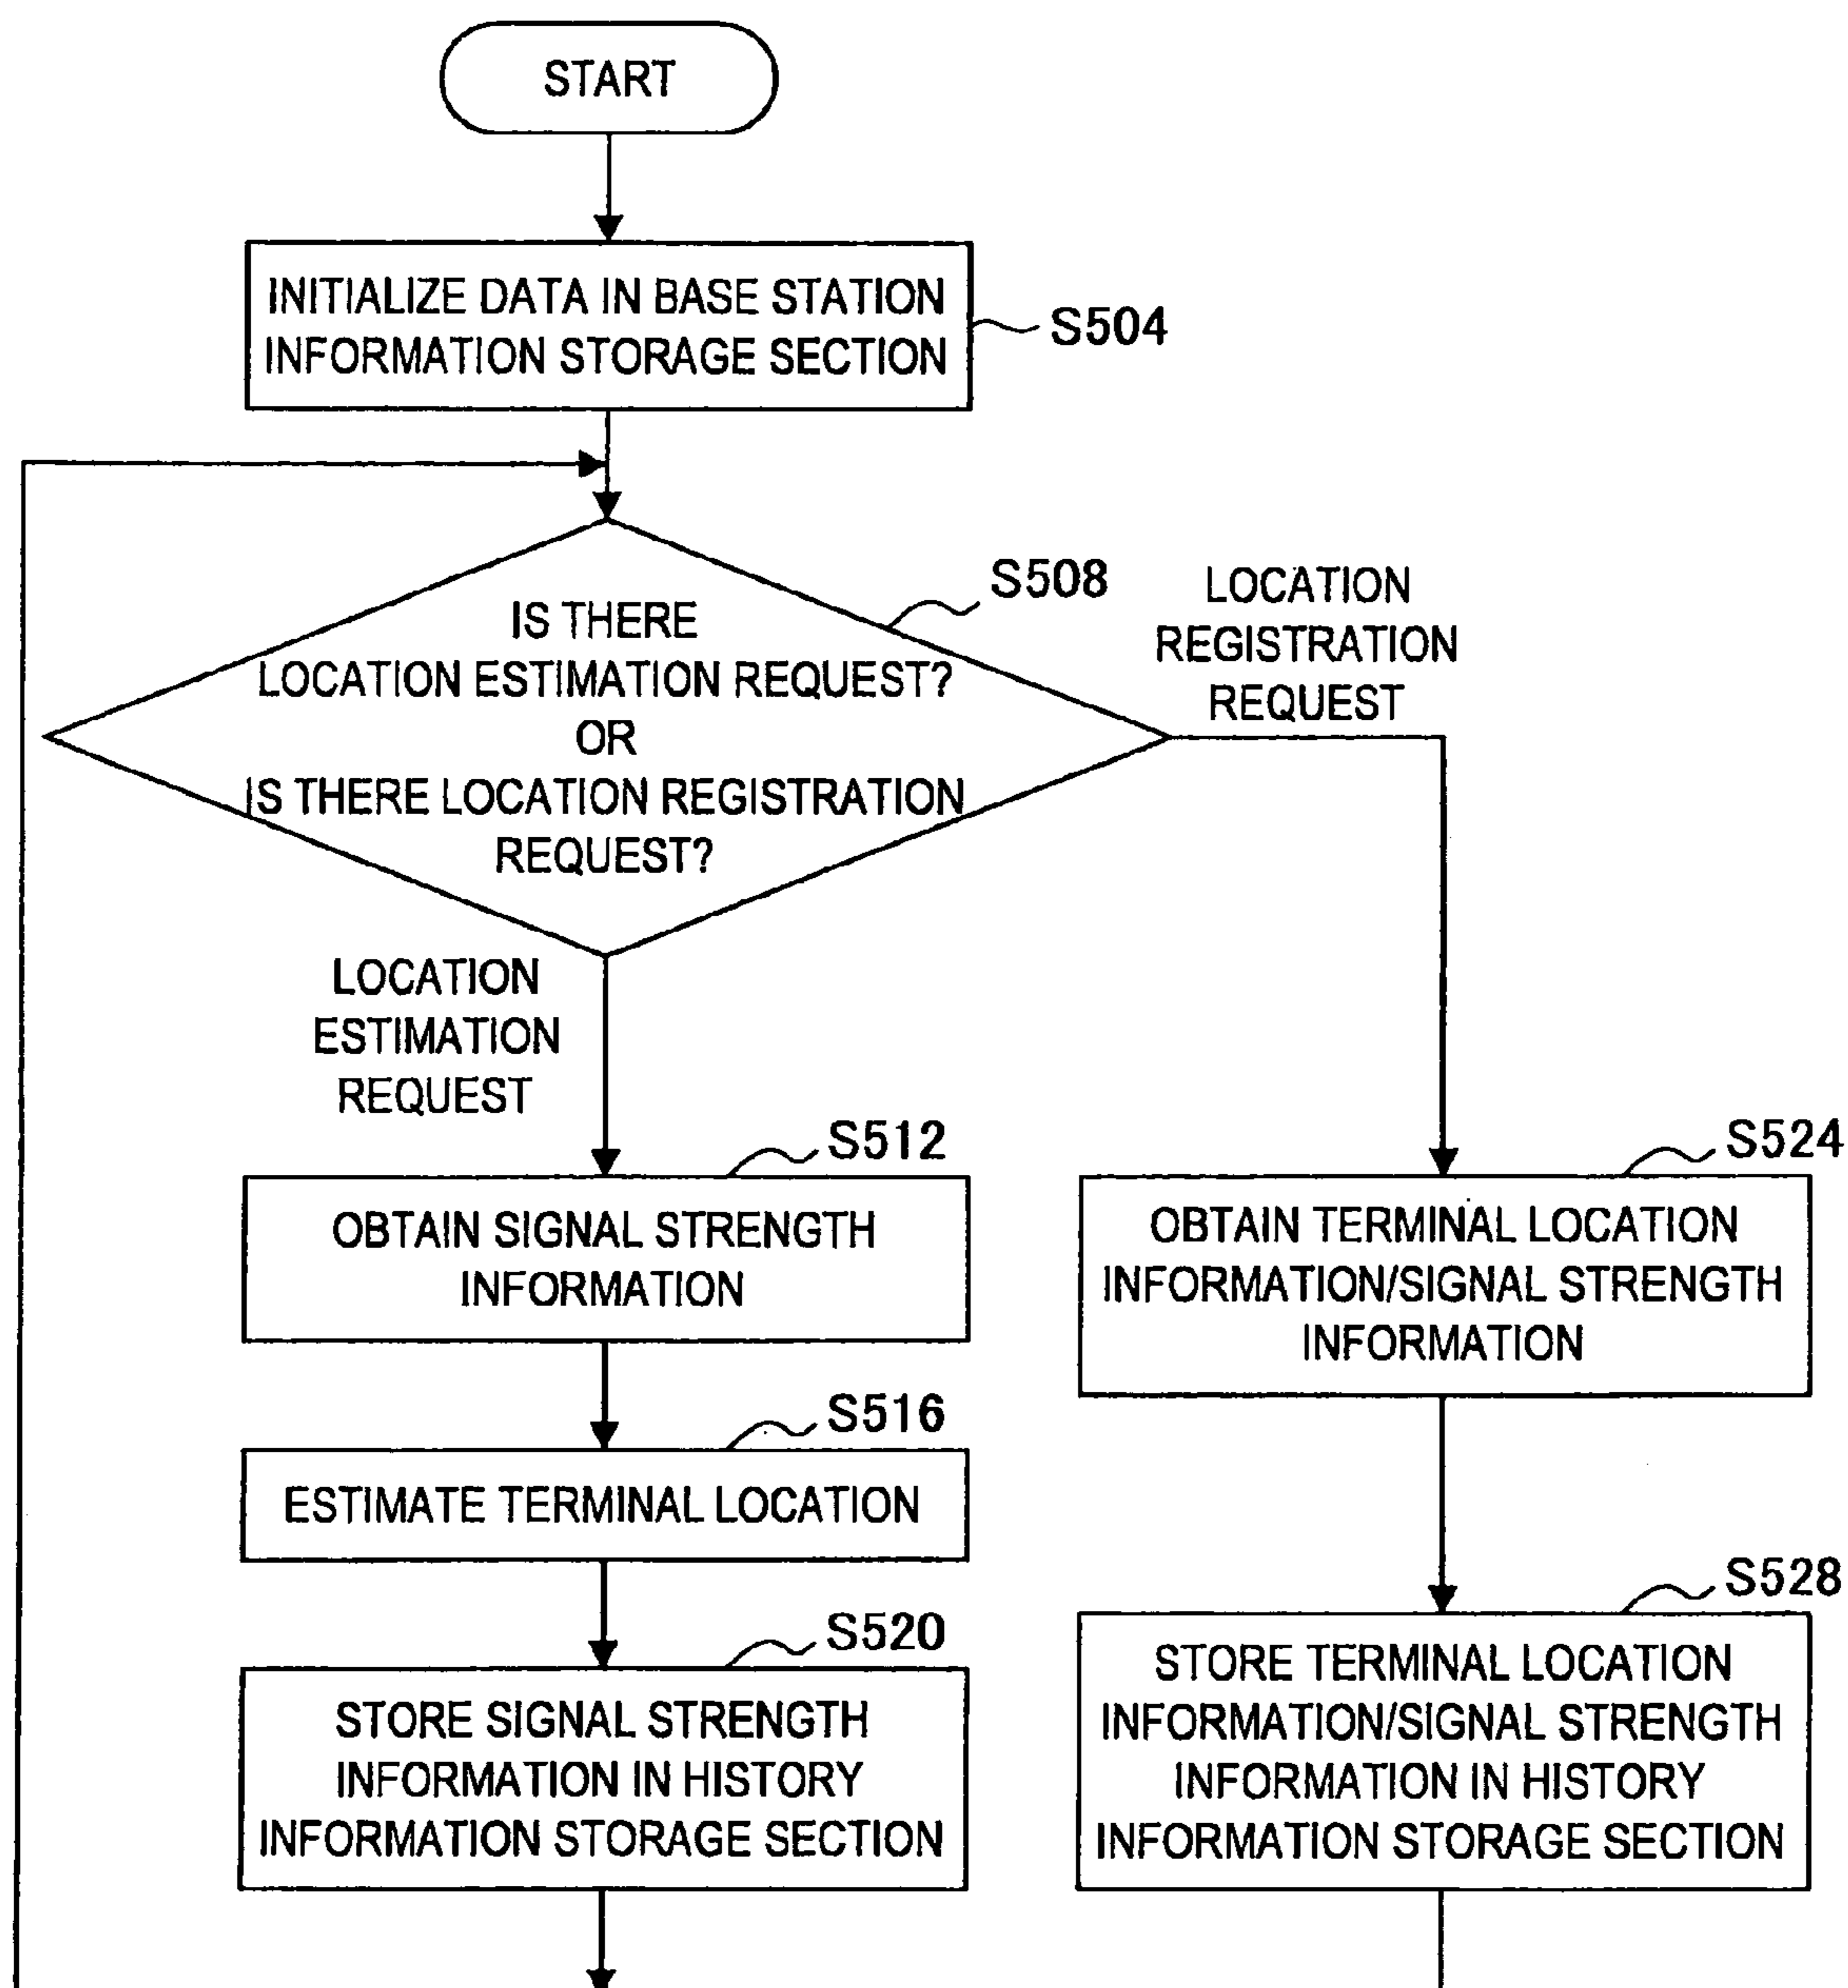 START
INITIALIZE DATA IN BASE STATION
INFORMATION STORAGE SECTION
S504
S508
IS THERE
LOCATION ESTIMATION REQUEST?
OR
IS THERE LOCATION REGISTRATION
REQUEST?
LOCATION
REGISTRATION
REQUEST
LOCATION
ESTIMATION
REQUEST
S512
OBTAIN SIGNAL STRENGTH
INFORMATION
S516
ESTIMATE TERMINAL LOCATION
S520
STORE SIGNAL STRENGTH
INFORMATION IN HISTORY
INFORMATION STORAGE SECTION
S524
OBTAIN TERMINAL LOCATION
INFORMATION/SIGNAL STRENGTH
INFORMATION
S528
STORE TERMINAL LOCATION
INFORMATION/SIGNAL STRENGTH
INFORMATION IN HISTORY
INFORMATION STORAGE SECTION